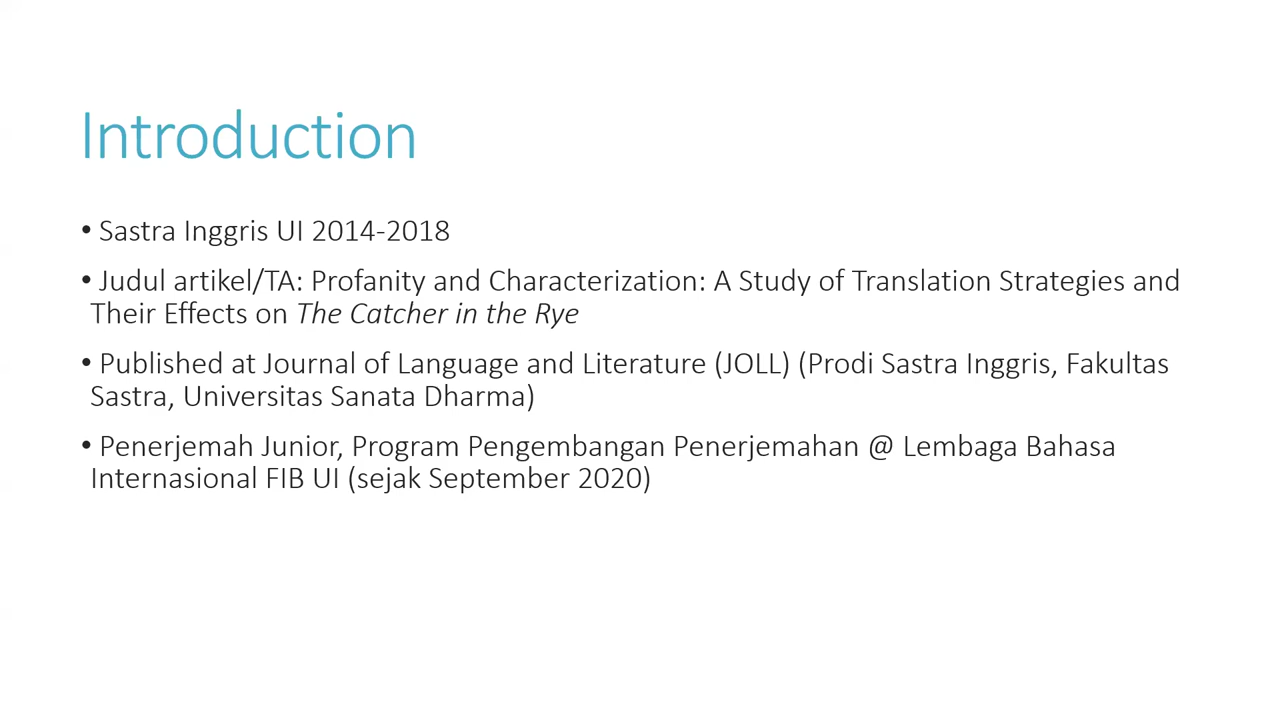 Introduction
• Sastra Inggris UI 2014-2018
• Judul artikel/TA: Profanity and Characterization: A Study of Translation Strategies and
Their Effects on The Catcher in the Rye
• Published at Journal of Language and Literature (JOLL) (Prodi Sastra Inggris, Fakultas
Sastra, Universitas Sanata Dharma)
• Penerjemah Junior, Program Pengembangan Penerjemahan @ Lembaga Bahasa
Internasional FIB UI (sejak September 2020)